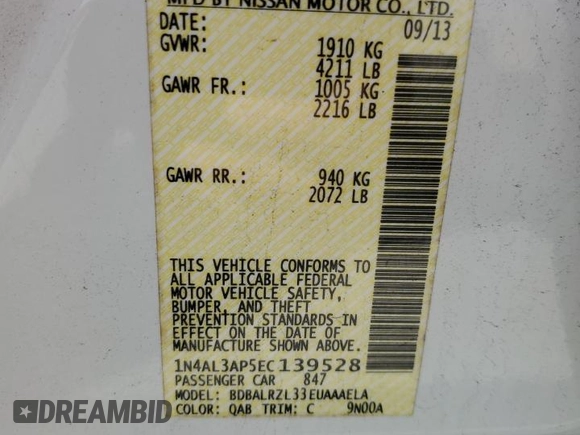 MFD BY NISSAN MOTOR CO., LTD.
DATE: 09/13
GVWR: 1910 KG
4211 LB
GAWR FR.: 1005 KG
2216 LB
GAWR RR.: 940 KG
2072 LB
THIS VEHICLE CONFORMS TO
ALL APPLICABLE FEDERAL
MOTOR VEHICLE SAFETY,
BUMPER, AND THEFT
PREVENTION STANDARDS IN
EFFECT ON THE DATE OF
MANUFACTURE SHOWN ABOVE.
1N4AL3AP5EC139528
PASSENGER CAR 847
MODEL: BDBALRZL33EUAAAELA
COLOR: QAB TRIM: C 9N00A
DREAMBID